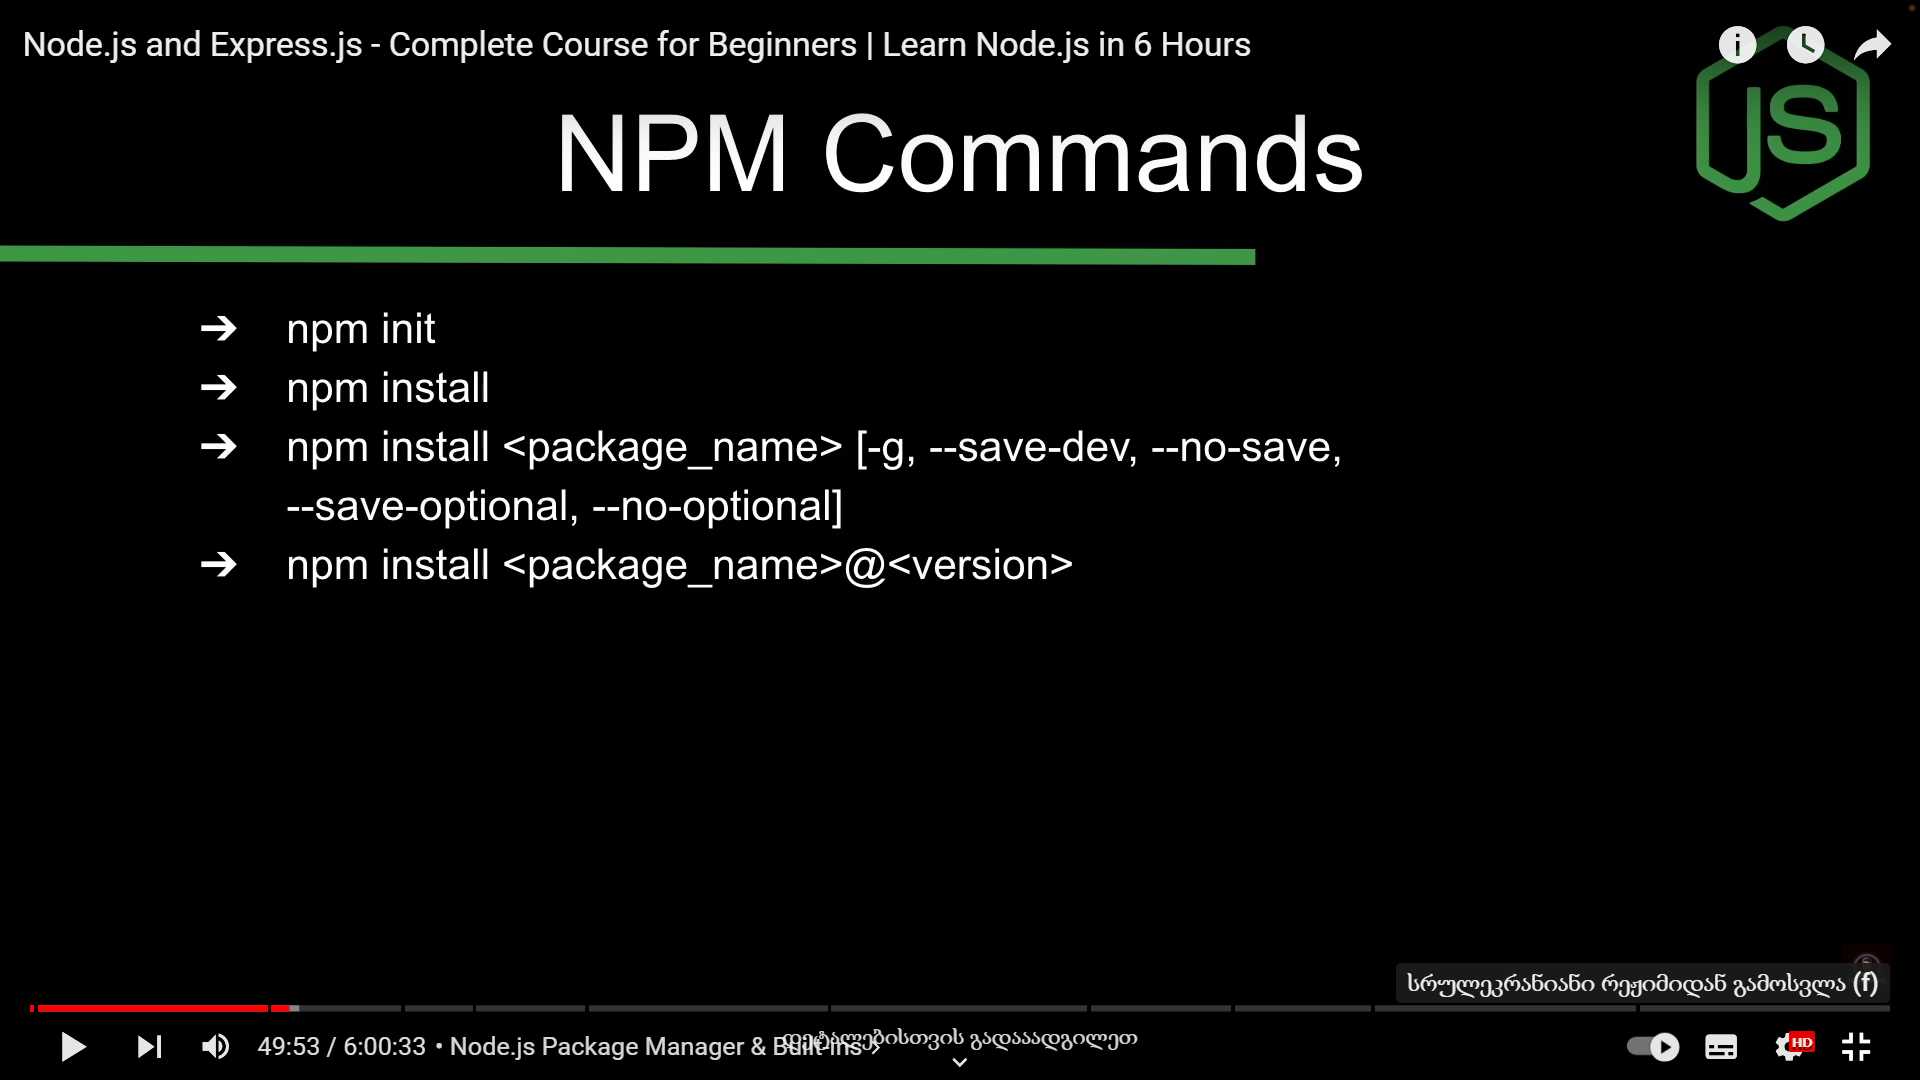 Node.js and Express.js - Complete Course for Beginners | Learn Node.js in 6 Hours
JS
NPM Commands
➔ npm init
➔ npm install
➔ npm install <package_name> [-g, --save-dev, --no-save,
--save-optional, --no-optional]
➔ npm install <package_name>@<version>
სრულეკრანიანი რეჟიმიდან გამოსვლა (f)
49:53 / 6:00:33 • Node.js Package Manager & Built-ins
დეტალებისთვის გადაადგილეთ
HD